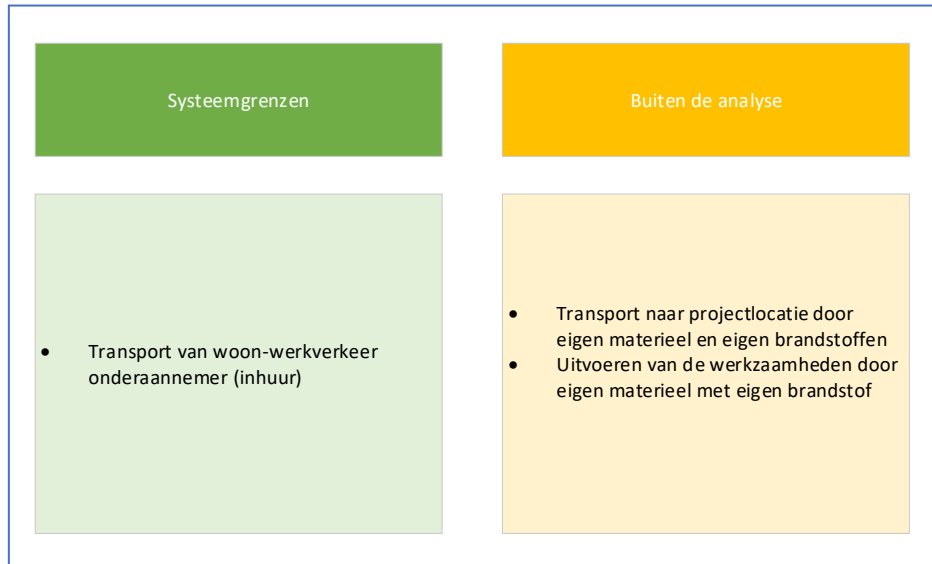 Systeemgrenzen
Buiten de analyse
• Transport van woon-werkverkeer
onderaannemer (inhuur)
• Transport naar projectlocatie door
eigen materieel en eigen brandstoffen
• Uitvoeren van de werkzaamheden door
eigen materieel met eigen brandstof